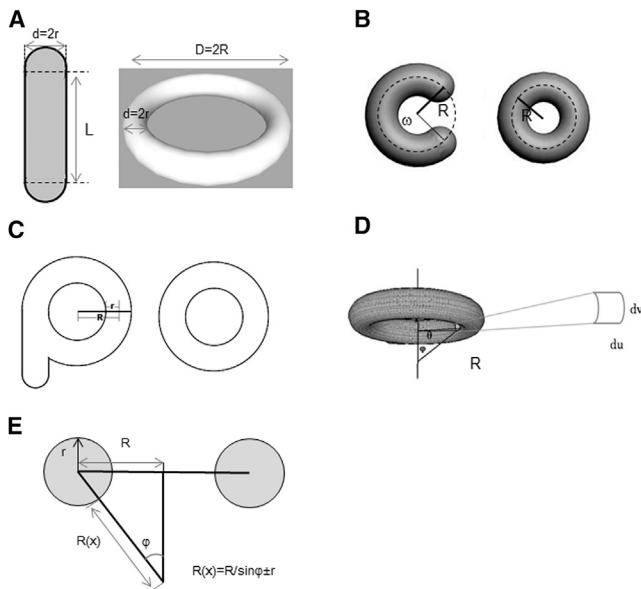 A
d=2r
L
D=2R
d=2r
B
R
ω
R
C
r
R
D
θ
φ
R
dv
du
E
r
R
R(x)
φ
R(x)=R/sinφ±r